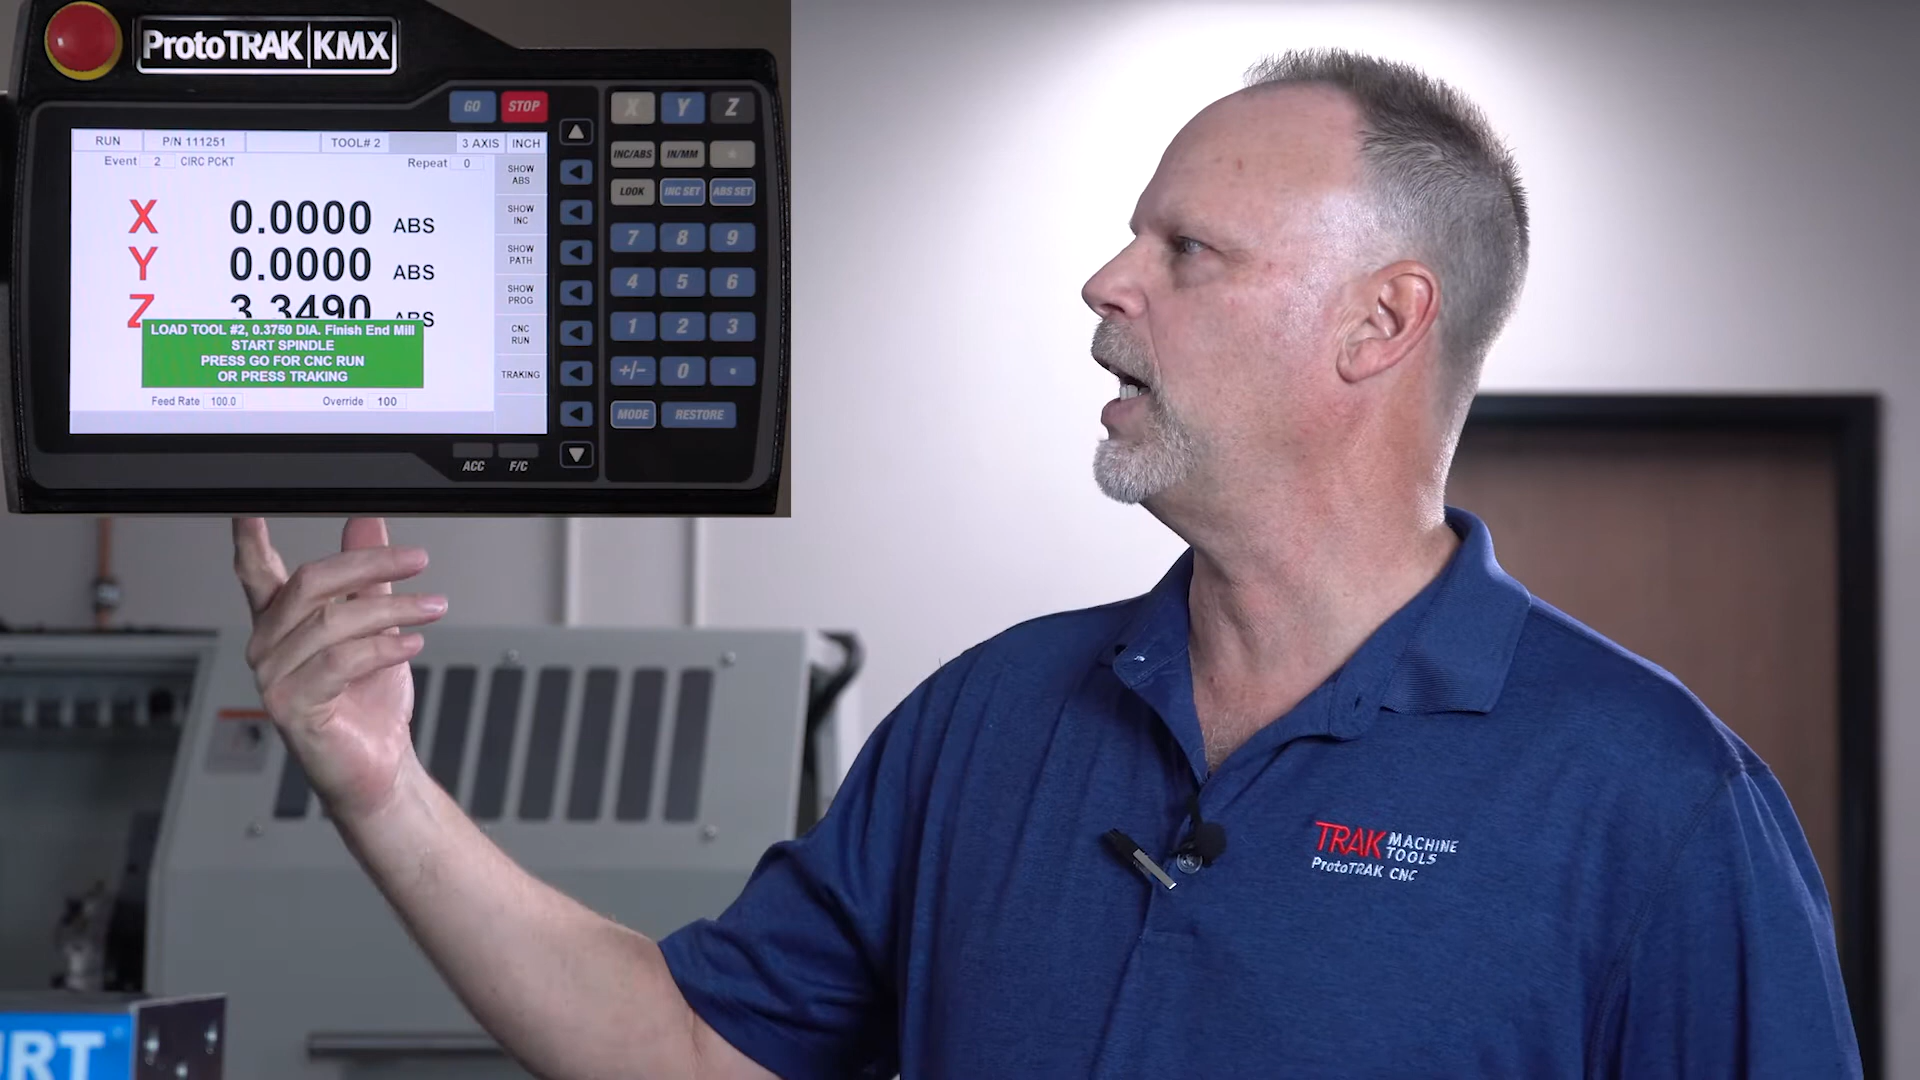 ProtoTRAK KMX
GO STOP
RUN P/N 111251 TOOL# 2 3 AXIS INCH
Event 2 CIRC PCKT Repeat 0
X 0.0000 ABS
Y 0.0000 ABS
Z 3.3490 ABS
LOAD TOOL #2, 0.3750 DIA. Finish End Mill
START SPINDLE
PRESS GO FOR CNC RUN
OR PRESS TRAKING
Feed Rate 100.0 Override 100
SHOW
ABS
SHOW
INC
SHOW
PATH
SHOW
PROG
CNC
RUN
TRAKING
ACC F/C
X Y Z
INC/ABS IN/MM
LOOK INC SET ABS SET
7 8 9
4 5 6
1 2 3
+/- 0 .
MODE RESTORE
TRAK MACHINE
TOOLS
ProtoTRAK CNC
URT